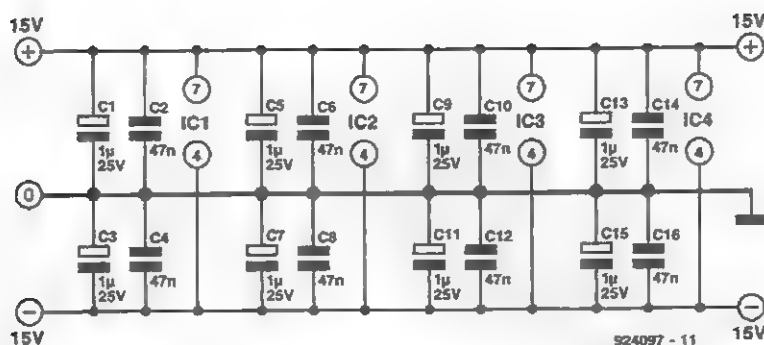 15V 15V
+ +
7 7 7 7
C1 C2 C5 C6 C9 C10 C13 C14
IC1 IC2 IC3 IC4
1µ 25V 47n 4 1µ 25V 47n 4 1µ 25V 47n 4 1µ 25V 47n 4
0
C3 C4 C7 C8 C11 C12 C15 C16
1µ 25V 47n 1µ 25V 47n 1µ 25V 47n 1µ 25V 47n
− −
15V 15V
924097 - 11